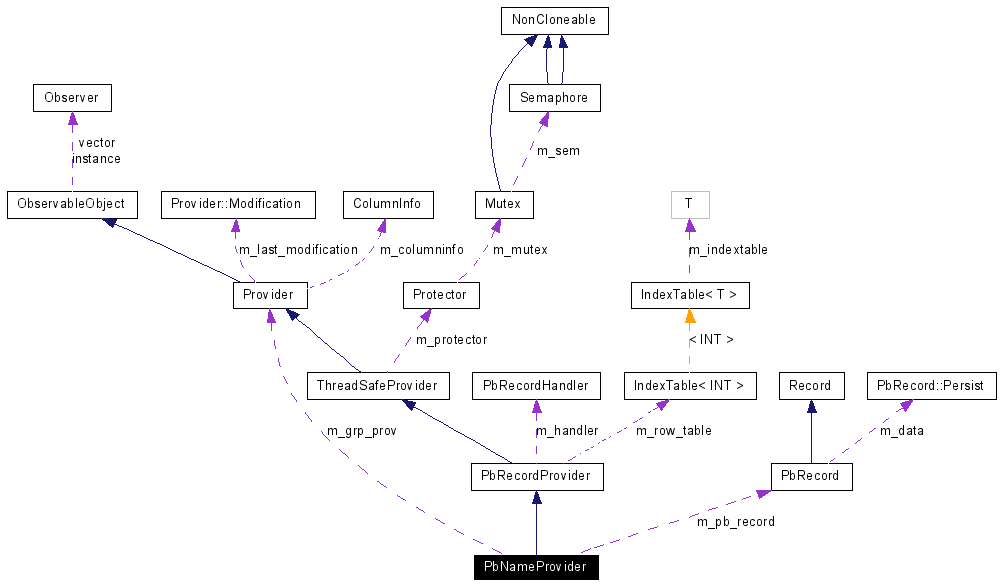 NonCloneable
Observer
Semaphore
vector
instance
m_sem
ObservableObject
Provider::Modification
ColumnInfo
Mutex
T
m_last_modification
m_columninfo
m_mutex
m_indextable
Provider
Protector
IndexTable< T >
m_protector
< INT >
ThreadSafeProvider
PbRecordHandler
IndexTable< INT >
Record
PbRecord::Persist
m_grp_prov
m_handler
m_row_table
m_data
PbRecordProvider
PbRecord
m_pb_record
PbNameProvider